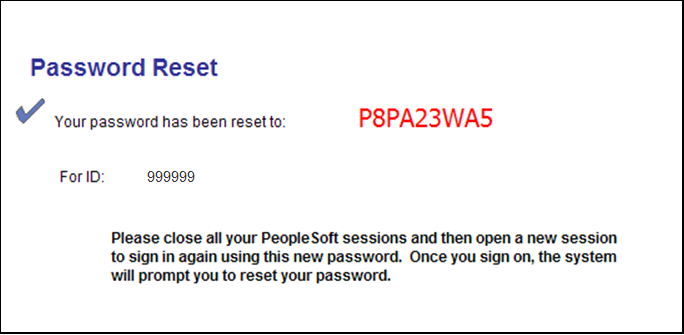 Password Reset
Your password has been reset to: P8PA23WA5
For ID: 999999
Please close all your PeopleSoft sessions and then open a new session
to sign in again using this new password. Once you sign on, the system
will prompt you to reset your password.